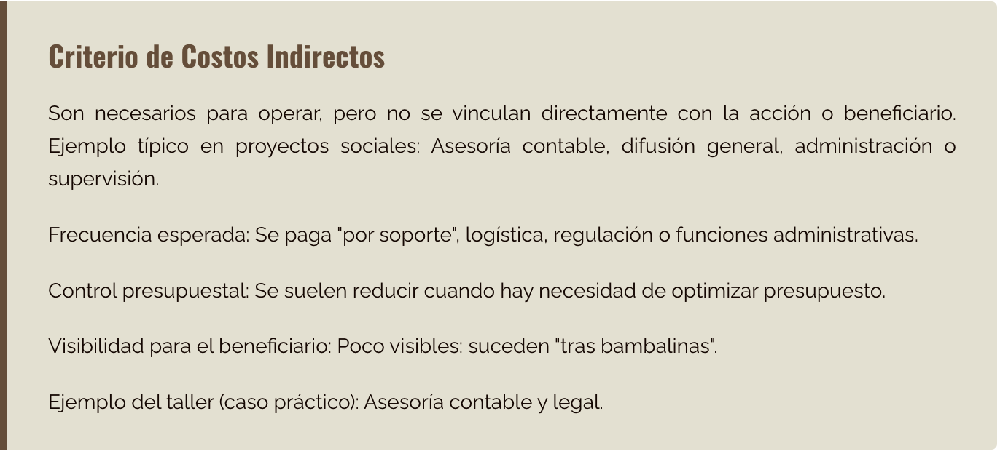 Criterio de Costos Indirectos
Son necesarios para operar, pero no se vinculan directamente con la acción o beneficiario.
Ejemplo típico en proyectos sociales: Asesoría contable, difusión general, administración o
supervisión.
Frecuencia esperada: Se paga "por soporte", logística, regulación o funciones administrativas.
Control presupuestal: Se suelen reducir cuando hay necesidad de optimizar presupuesto.
Visibilidad para el beneficiario: Poco visibles: suceden "tras bambalinas".
Ejemplo del taller (caso práctico): Asesoría contable y legal.